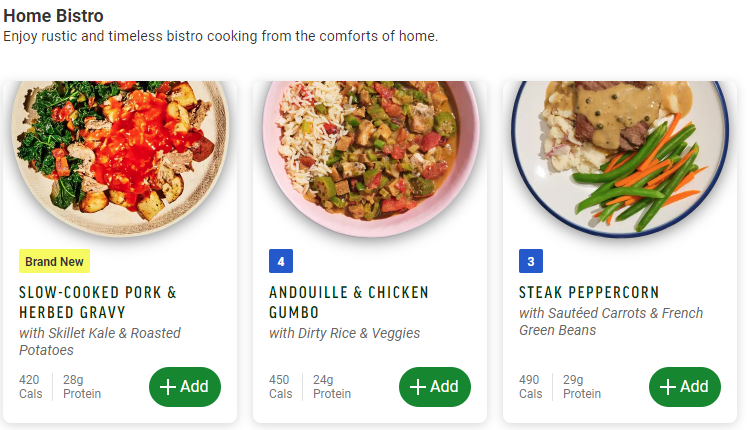 Home Bistro
Enjoy rustic and timeless bistro cooking from the comforts of home.
Brand New
SLOW-COOKED PORK &
HERBED GRAVY
with Skillet Kale & Roasted
Potatoes
420
Cals
28g
Protein
+ Add
4
ANDOUILLE & CHICKEN
GUMBO
with Dirty Rice & Veggies
450
Cals
24g
Protein
+ Add
3
STEAK PEPPERCORN
with Sautéed Carrots & French
Green Beans
490
Cals
29g
Protein
+ Add